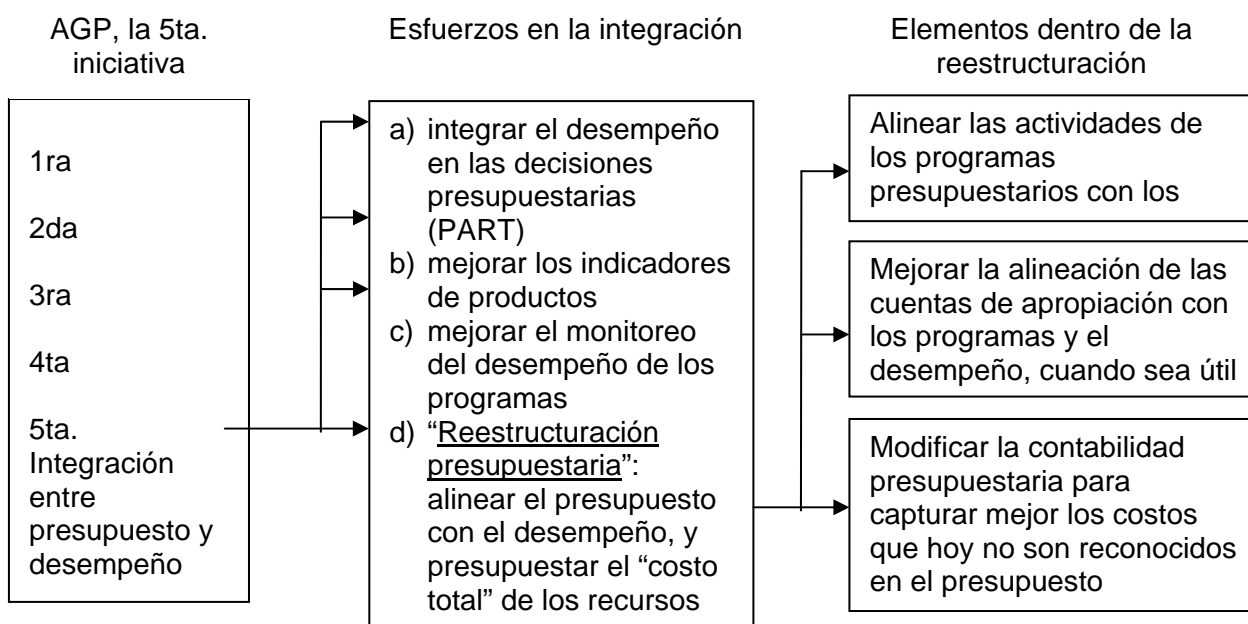 AGP, la 5ta.
iniciativa
1ra
2da
3ra
4ta
5ta.
Integración
entre
presupuesto y
desempeño
Esfuerzos en la integración
a) integrar el desempeño
en las decisiones
presupuestarias
(PART)
b) mejorar los indicadores
de productos
c) mejorar el monitoreo
del desempeño de los
programas
d) “Reestructuración
presupuestaria”:
alinear el presupuesto
con el desempeño, y
presupuestar el “costo
total” de los recursos
Elementos dentro de la
reestructuración
Alinear las actividades de
los programas
presupuestarios con los
Mejorar la alineación de las
cuentas de apropiación con
los programas y el
desempeño, cuando sea útil
Modificar la contabilidad
presupuestaria para
capturar mejor los costos
que hoy no son reconocidos
en el presupuesto